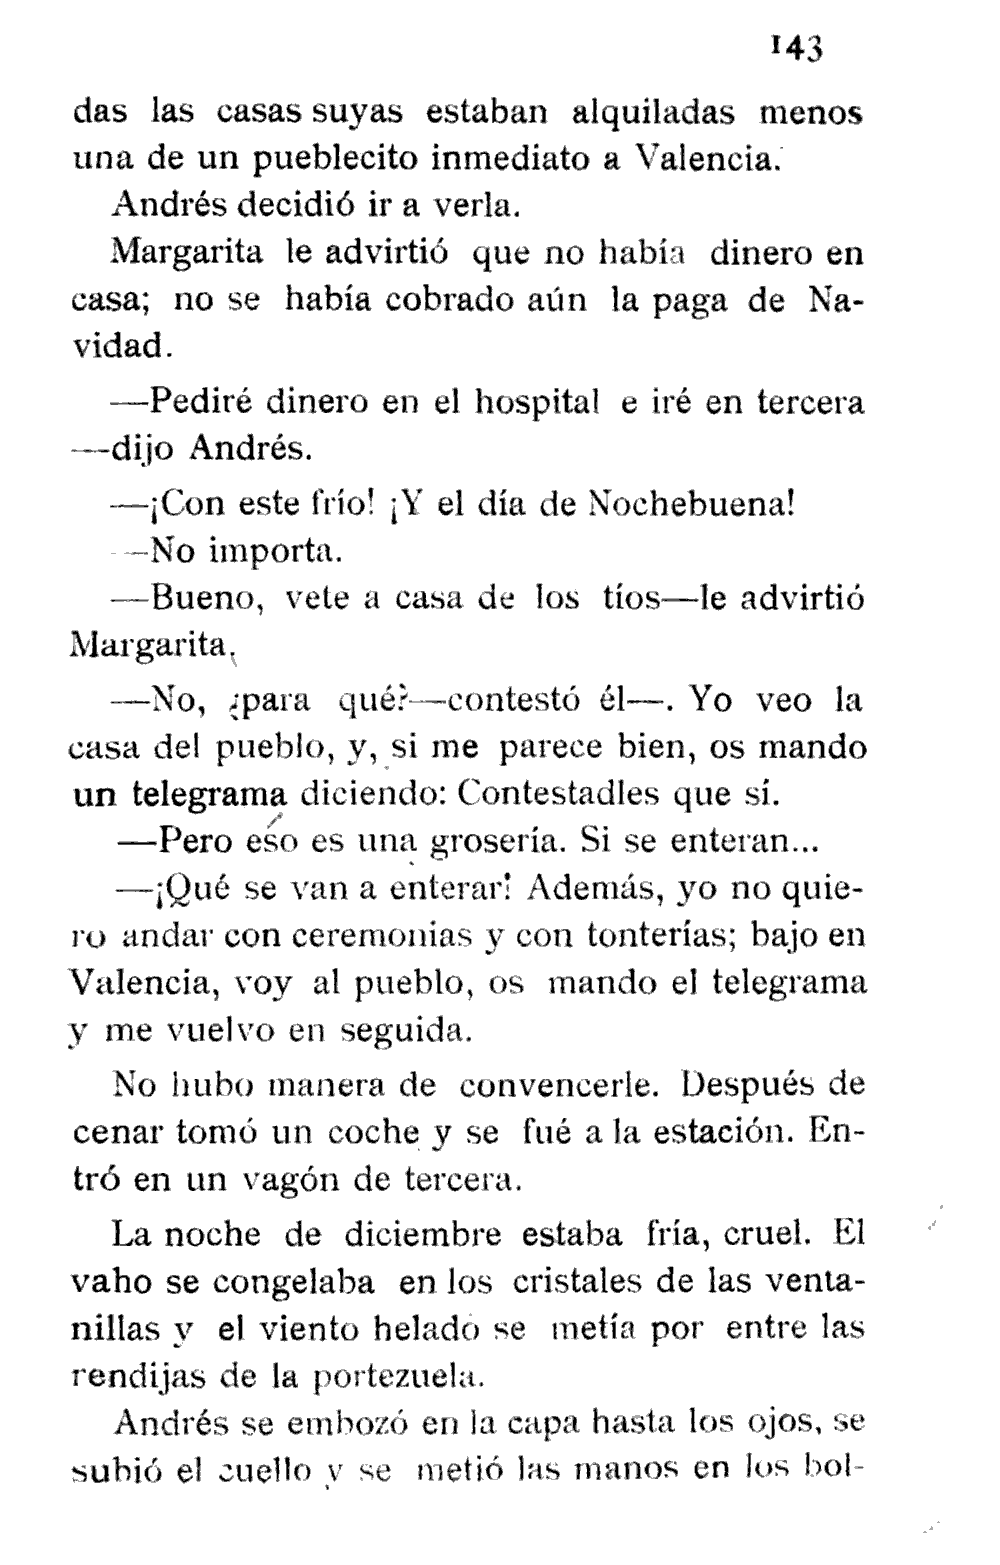 143
das las casas suyas estaban alquiladas menos
una de un pueblecito inmediato a Valencia.
Andrés decidió ir a verla.
Margarita le advirtió que no había dinero en
casa; no se había cobrado aún la paga de Na-
vidad.
—Pediré dinero en el hospital e iré en tercera
—dijo Andrés.
—¡Con este frío! ¡Y el día de Nochebuena!
—No importa.
—Bueno, vete a casa de los tíos—le advirtió
Margarita.
—No, ¿para qué?—contestó él—. Yo veo la
casa del pueblo, y, si me parece bien, os mando
un telegrama diciendo: Contestadles que sí.
—Pero eso es una grosería. Si se enteran...
—¡Qué se van a enterar! Además, yo no quie-
ro andar con ceremonias y con tonterías; bajo en
Valencia, voy al pueblo, os mando el telegrama
y me vuelvo en seguida.
No hubo manera de convencerle. Después de
cenar tomó un coche y se fué a la estación. En-
tró en un vagón de tercera.
La noche de diciembre estaba fría, cruel. El
vaho se congelaba en los cristales de las venta-
nillas y el viento helado se metía por entre las
rendijas de la portezuela.
Andrés se embozó en la capa hasta los ojos, se
subió el cuello y se metió las manos en los bol-